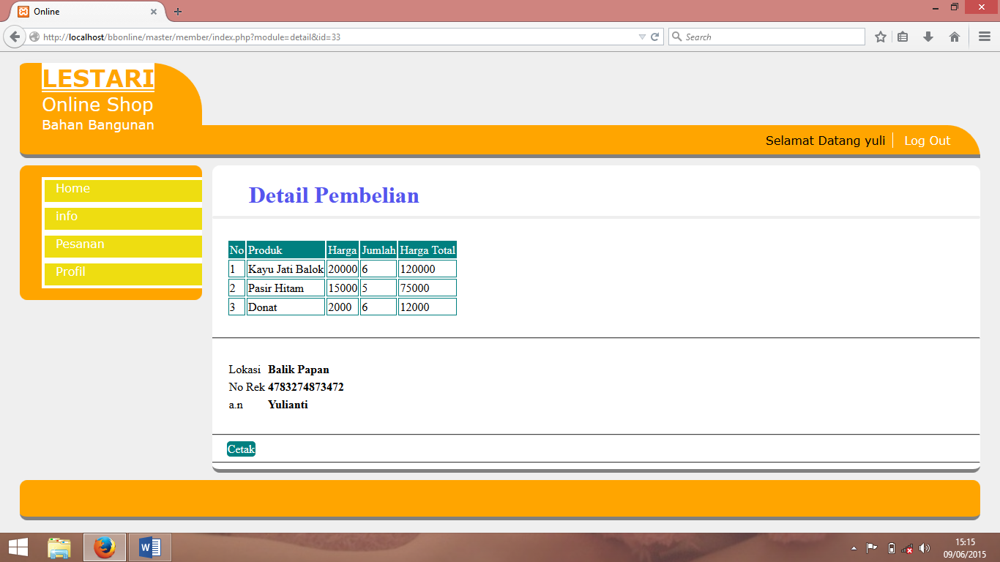 Online
http://localhost/bbonline/master/member/index.php?module=detail&id=33
Search
LESTARI
Online Shop
Bahan Bangunan
Selamat Datang yuli
Log Out
Home
info
Pesanan
Profil
Detail Pembelian
No Produk Harga Jumlah Harga Total
1 Kayu Jati Balok 20000 6 120000
2 Pasir Hitam 15000 5 75000
3 Donat 2000 6 12000
Lokasi Balik Papan
No Rek 4783274873472
a.n Yulianti
Cetak
15:15
09/06/2015